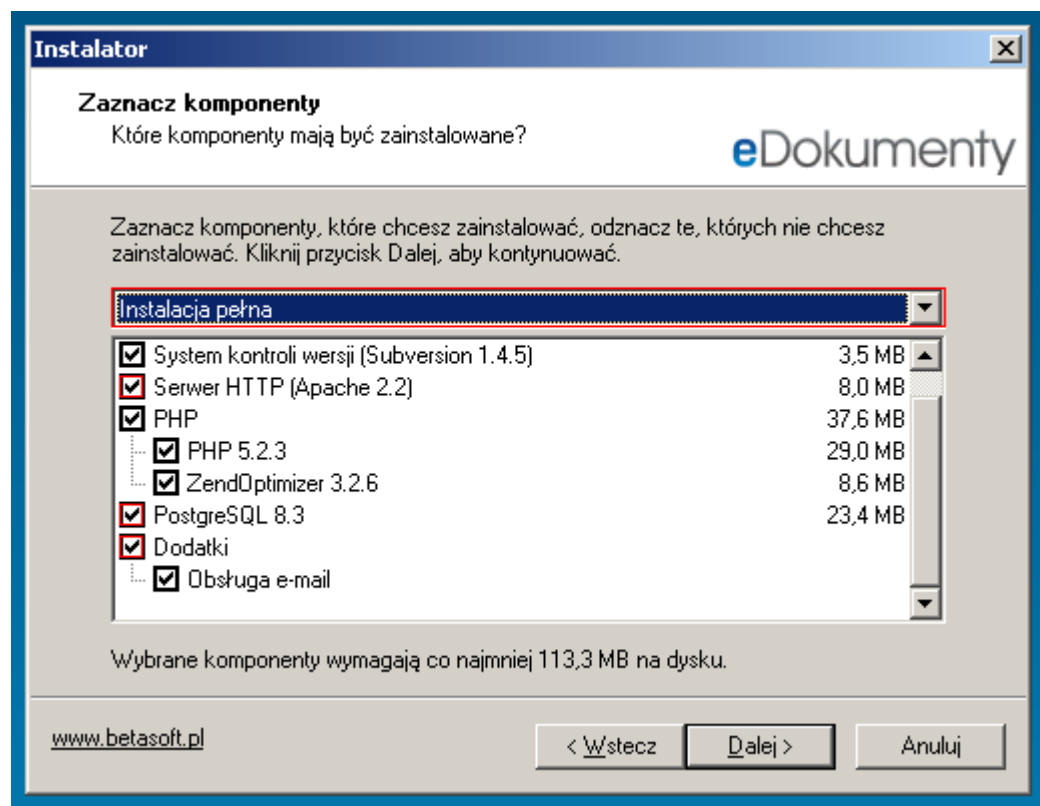 Instalator
Zaznacz komponenty
Które komponenty mają być zainstalowane?
eDokumenty
Zaznacz komponenty, które chcesz zainstalować, odznacz te, których nie chcesz
zainstalować. Kliknij przycisk Dalej, aby kontynuować.
Instalacja pełna
System kontroli wersji (Subversion 1.4.5) 3,5 MB
Serwer HTTP (Apache 2.2) 8,0 MB
PHP 37,6 MB
PHP 5.2.3 29,0 MB
ZendOptimizer 3.2.6 8,6 MB
PostgreSQL 8.3 23,4 MB
Dodatki
Obsługa e-mail
Wybrane komponenty wymagają co najmniej 113,3 MB na dysku.
www.betasoft.pl
< Wstecz Dalej > Anuluj